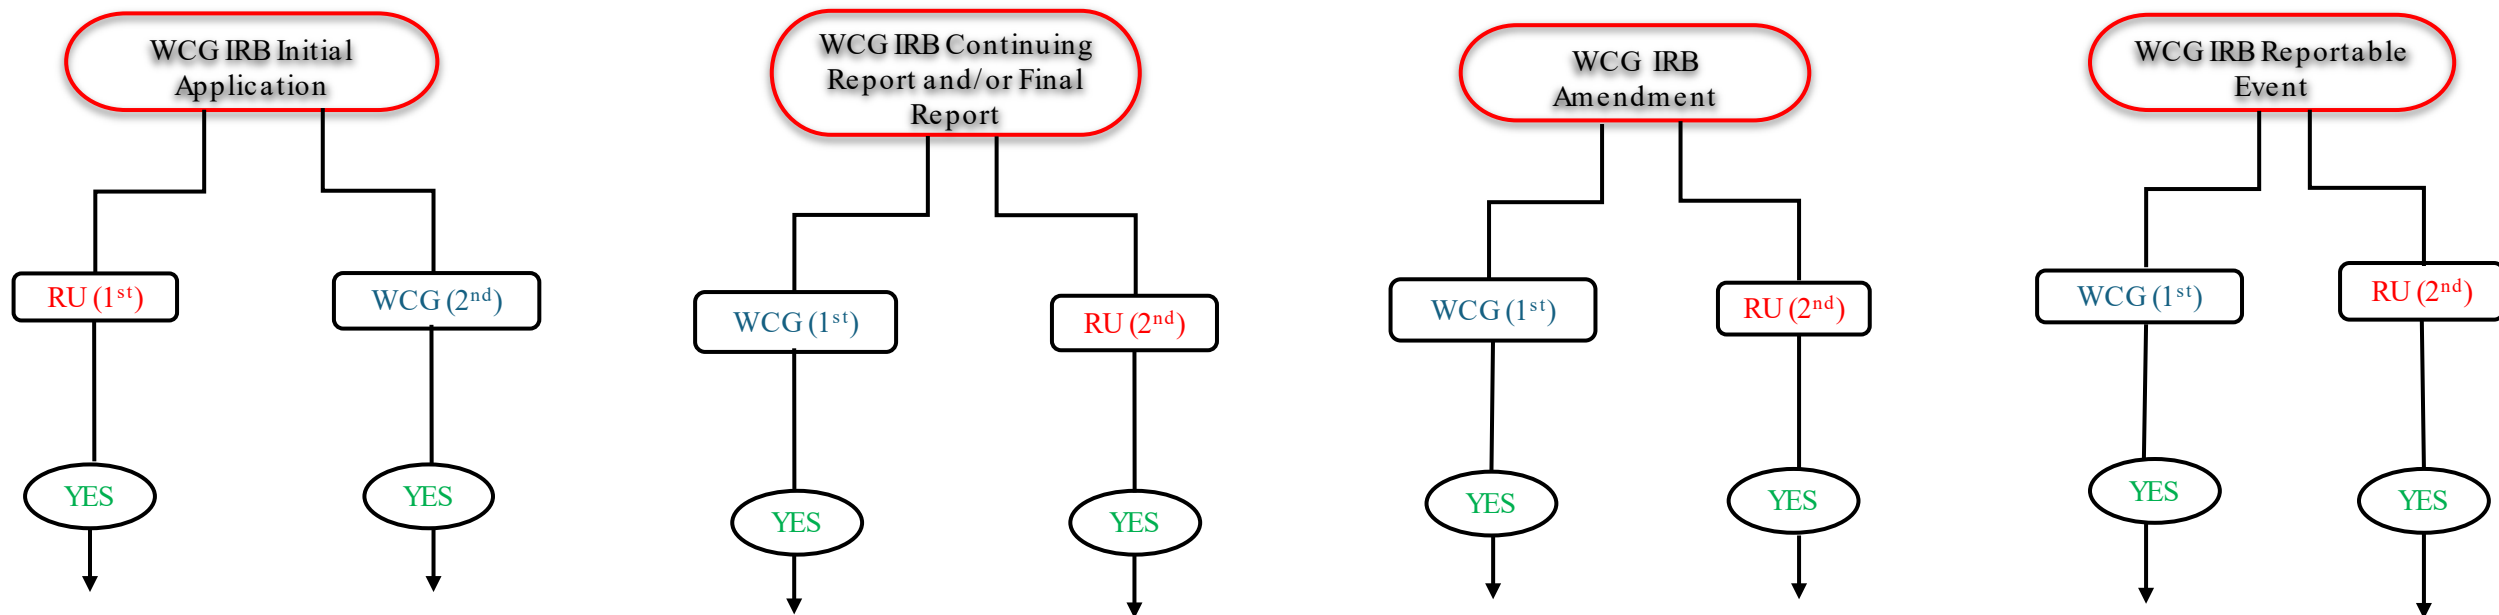 WCG IRB Initial
Application
RU (1st)
WCG (2nd)
YES
YES
WCG IRB Continuing
Report and/or Final
Report
WCG (1st)
RU (2nd)
YES
YES
WCG IRB
Amendment
WCG (1st)
RU (2nd)
YES
YES
WCG IRB Reportable
Event
WCG (1st)
RU (2nd)
YES
YES